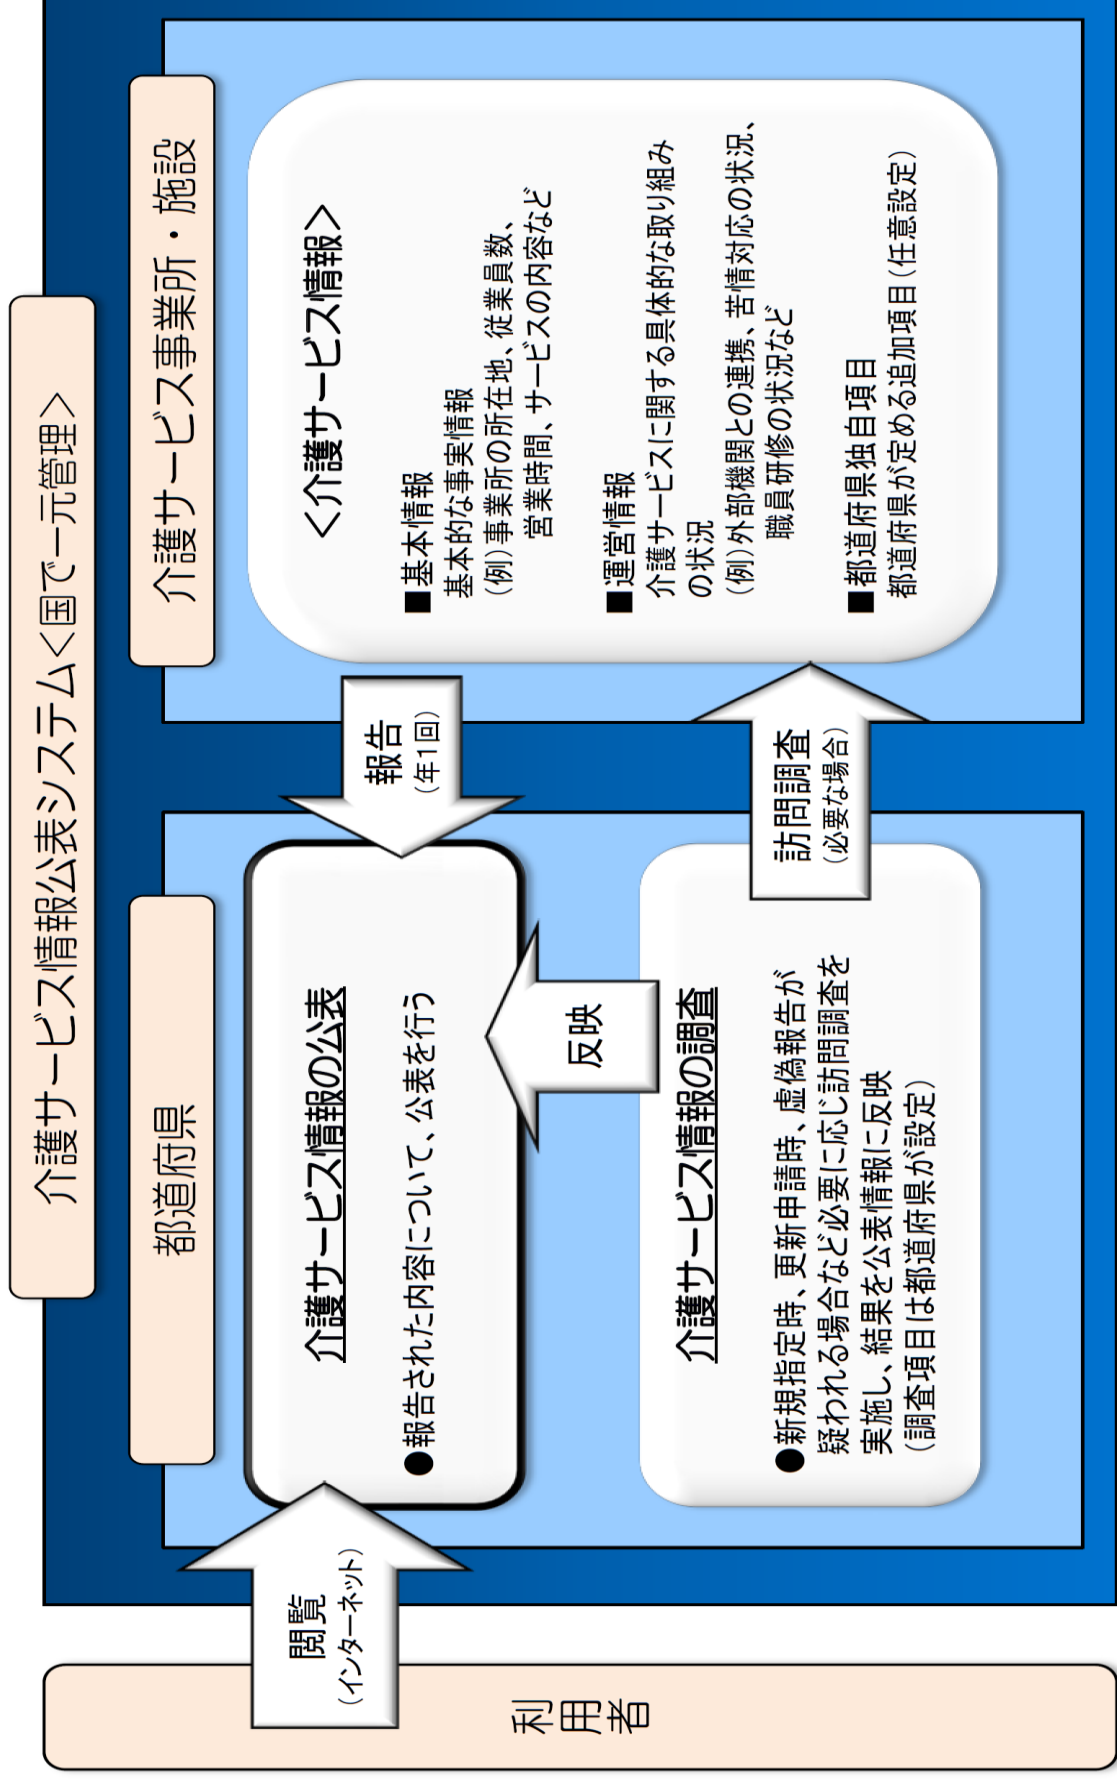 介護サービス情報公表システム＜国で一元管理＞
利用者
閲覧
（インターネット）
都道府県
介護サービス情報の公表
●報告された内容について、公表を行う
反映
介護サービス情報の調査
●新規指定時、更新申請時、虚偽報告が
疑われる場合など必要に応じ訪問調査を
実施し、結果を公表情報に反映
（調査項目は都道府県が設定）
報告
（年１回）
訪問調査
（必要な場合）
介護サービス事業所・施設
＜介護サービス情報＞
■基本情報
基本的な事実情報
（例）事業所の所在地、従業員数、
営業時間、サービスの内容など
■運営情報
介護サービスに関する具体的な取り組み
の状況
（例）外部機関との連携、苦情対応の状況、
職員研修の状況など
■都道府県独自項目
都道府県が定める追加項目（任意設定）